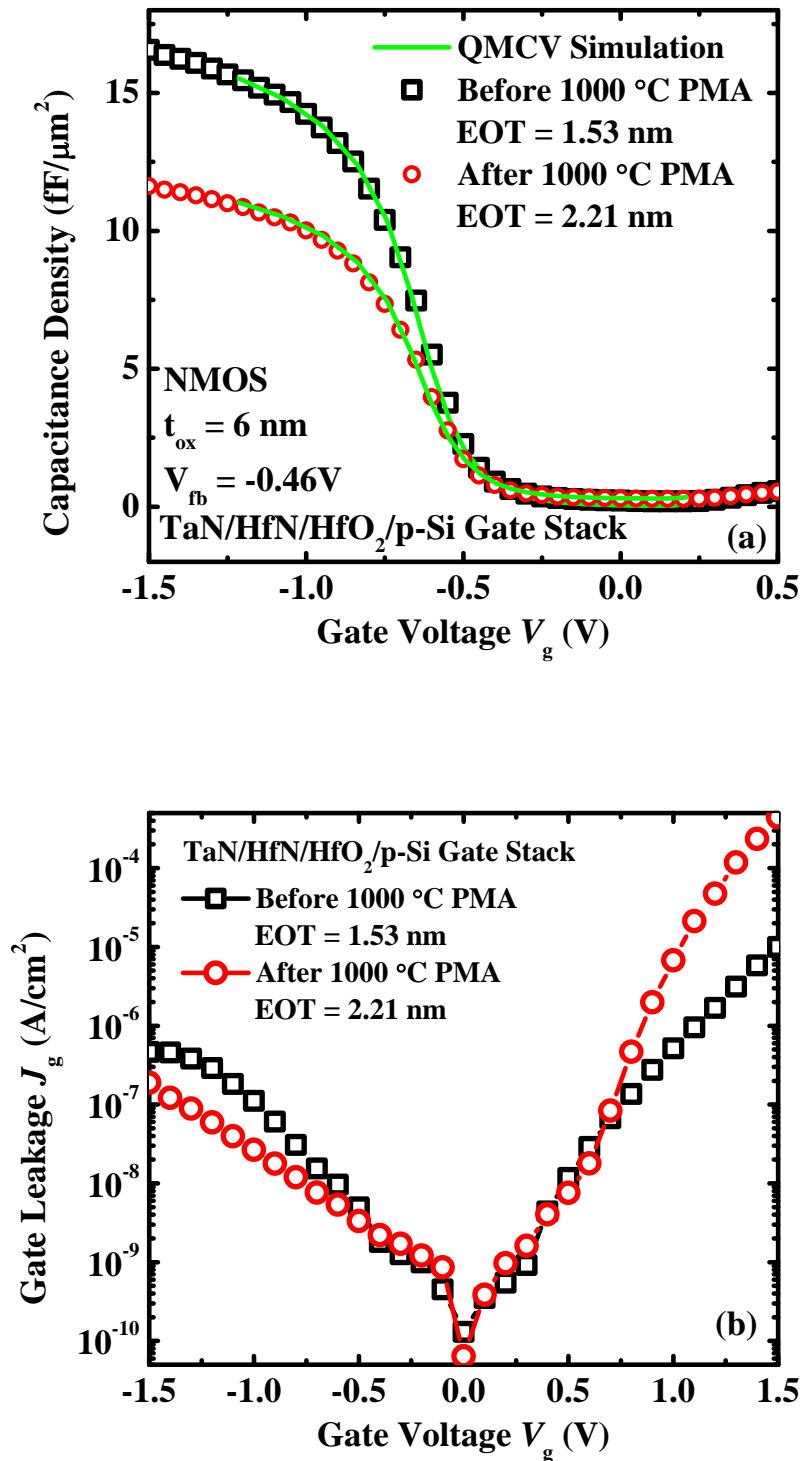 15
10
5
0
-1.5
-1.0
-0.5
0.0
0.5
Capacitance Density (fF/μm²)
Gate Voltage V_g (V)
QMCV Simulation
Before 1000 °C PMA
EOT = 1.53 nm
After 1000 °C PMA
EOT = 2.21 nm
NMOS
t_ox = 6 nm
V_fb = -0.46V
TaN/HfN/HfO₂/p-Si Gate Stack
(a)
10⁻⁴
10⁻⁵
10⁻⁶
10⁻⁷
10⁻⁸
10⁻⁹
10⁻¹⁰
-1.5
-1.0
-0.5
0.0
0.5
1.0
1.5
Gate Leakage J_g (A/cm²)
Gate Voltage V_g (V)
TaN/HfN/HfO₂/p-Si Gate Stack
Before 1000 °C PMA
EOT = 1.53 nm
After 1000 °C PMA
EOT = 2.21 nm
(b)